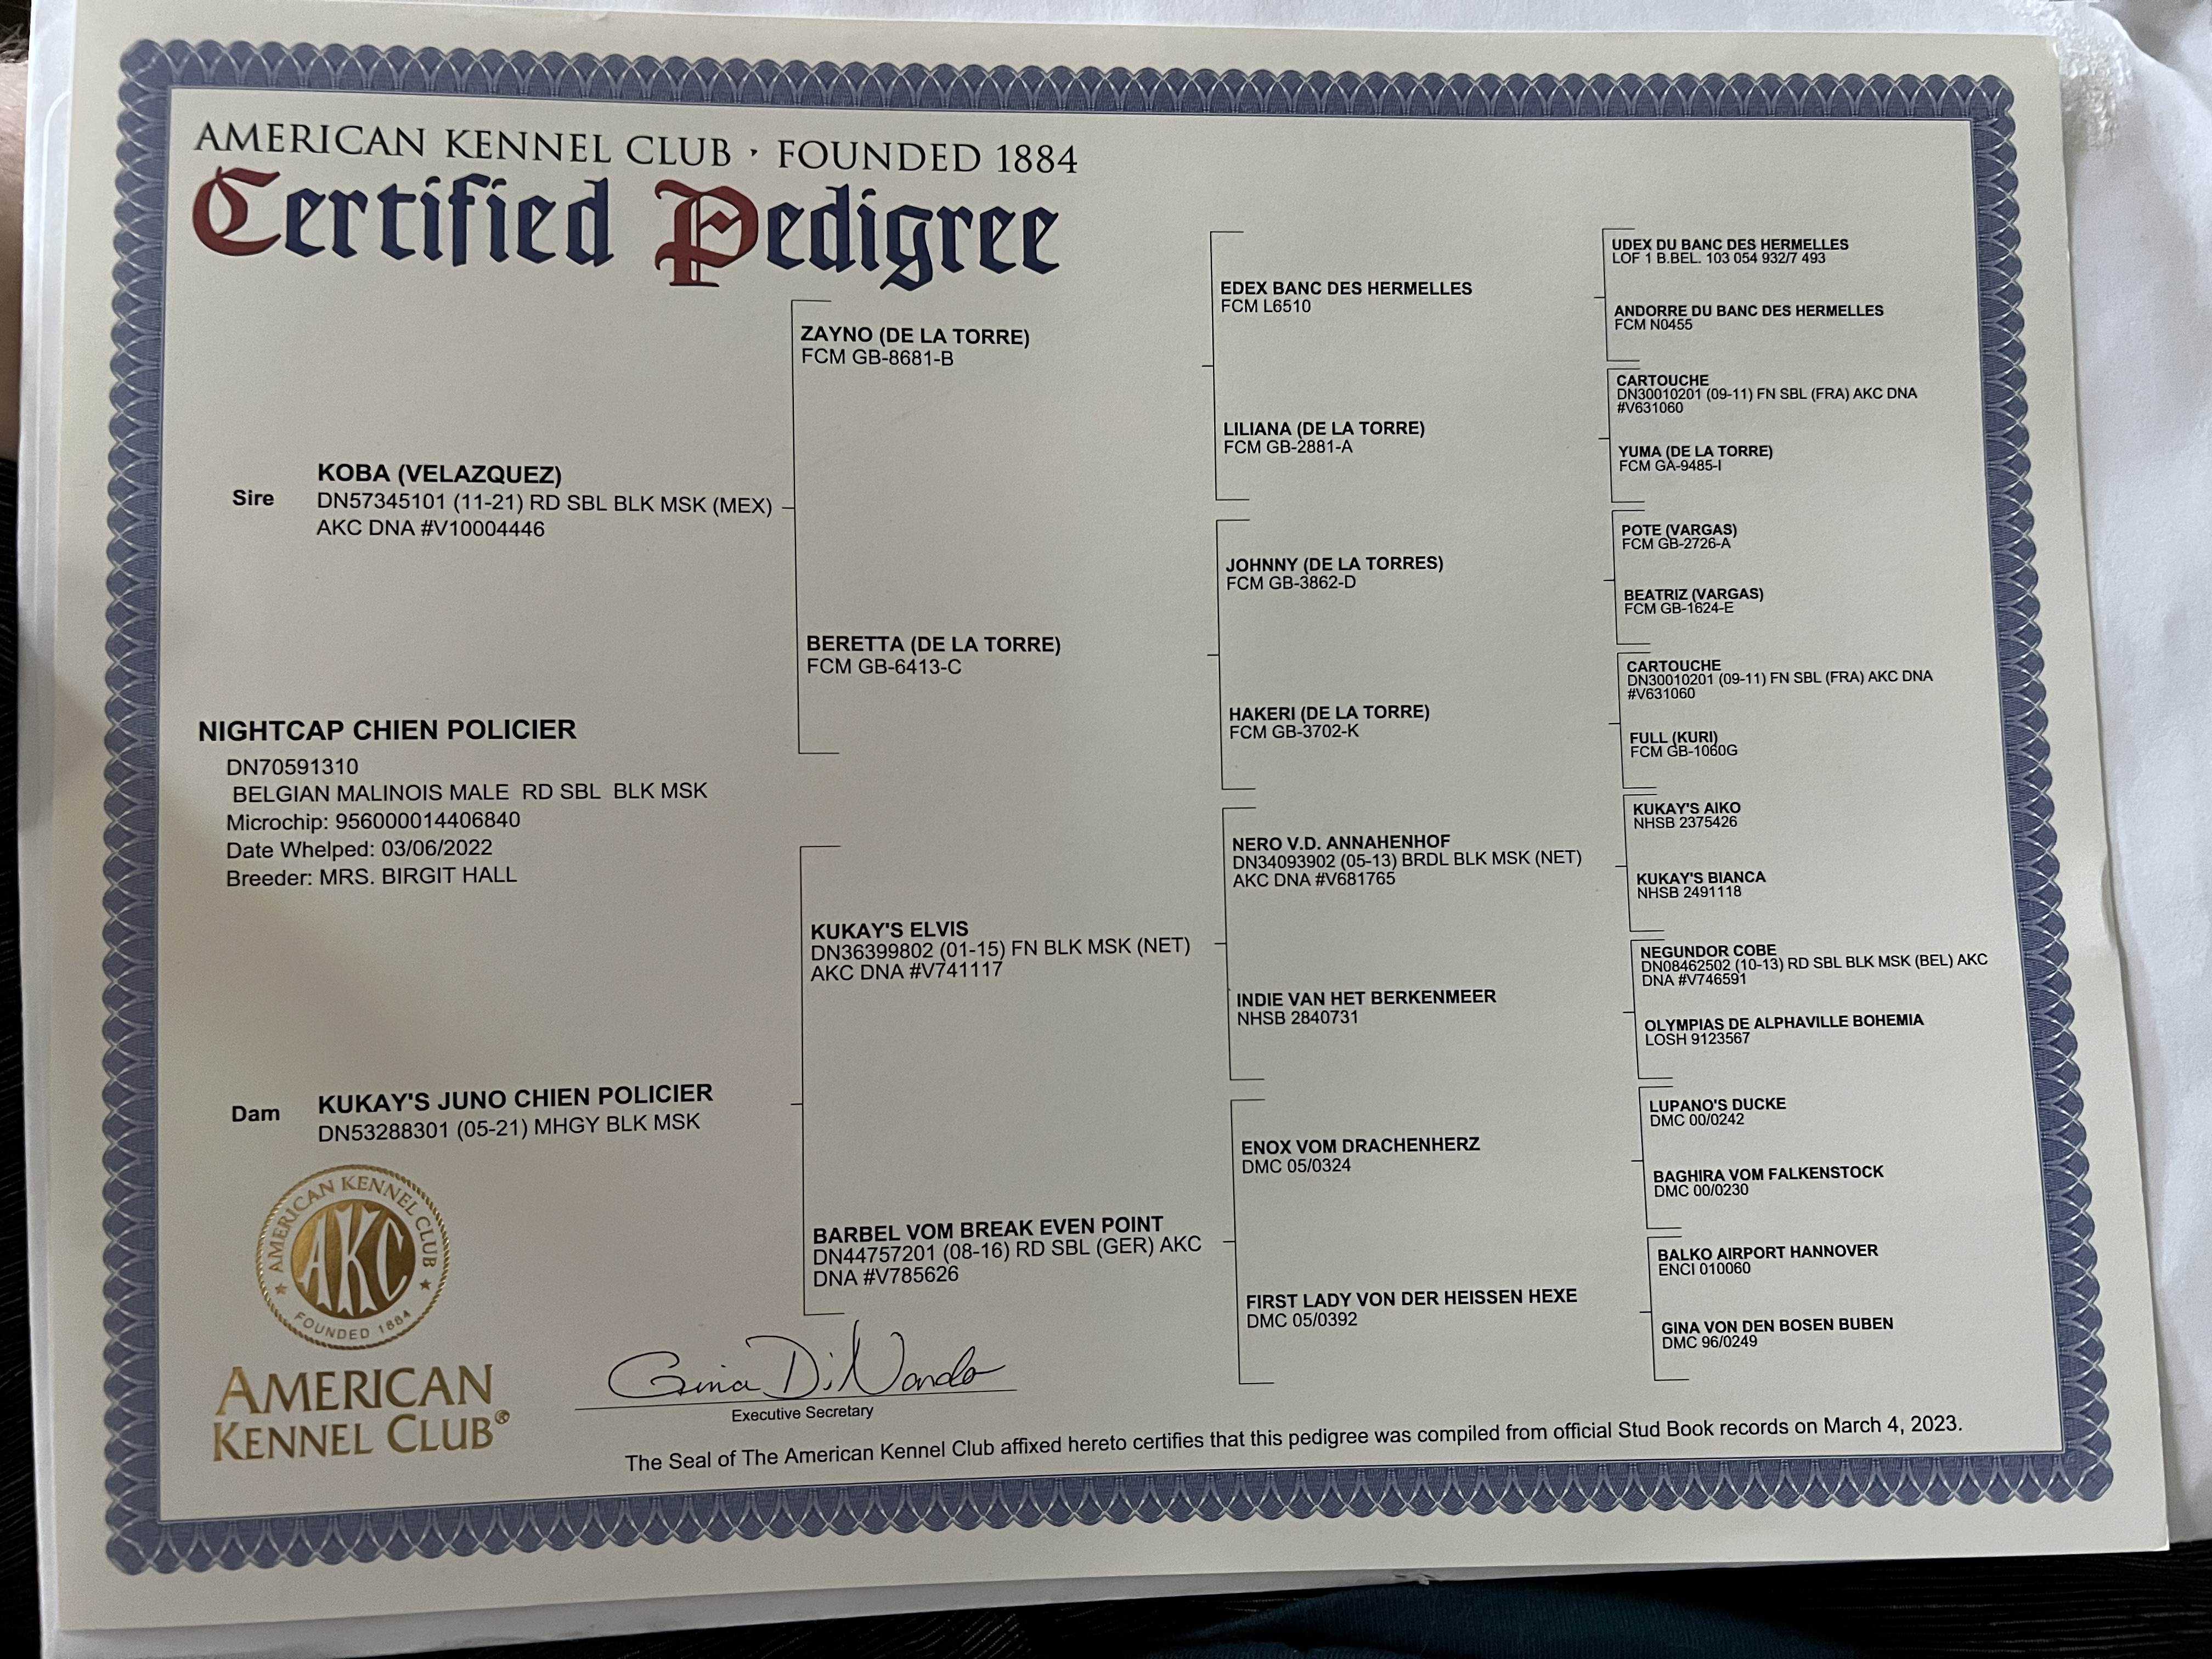 AMERICAN KENNEL CLUB · FOUNDED 1884
Certified Pedigree
Sire
KOBA (VELAZQUEZ)
DN57345101 (11-21) RD SBL BLK MSK (MEX)
AKC DNA #V10004446
NIGHTCAP CHIEN POLICIER
DN70591310
BELGIAN MALINOIS MALE RD SBL BLK MSK
Microchip: 956000014406840
Date Whelped: 03/06/2022
Breeder: MRS. BIRGIT HALL
Dam
KUKAY'S JUNO CHIEN POLICIER
DN53288301 (05-21) MHGY BLK MSK
ZAYNO (DE LA TORRE)
FCM GB-8681-B
BERETTA (DE LA TORRE)
FCM GB-6413-C
KUKAY'S ELVIS
DN36399802 (01-15) FN BLK MSK (NET)
AKC DNA #V741117
BARBEL VOM BREAK EVEN POINT
DN44757201 (08-16) RD SBL (GER) AKC
DNA #V785626
EDEX BANC DES HERMELLES
FCM L6510
LILIANA (DE LA TORRE)
FCM GB-2881-A
JOHNNY (DE LA TORRES)
FCM GB-3862-D
HAKERI (DE LA TORRE)
FCM GB-3702-K
NERO V.D. ANNAHENHOF
DN34093902 (05-13) BRDL BLK MSK (NET)
AKC DNA #V681765
INDIE VAN HET BERKENMEER
NHSB 2840731
ENOX VOM DRACHENHERZ
DMC 05/0324
FIRST LADY VON DER HEISSEN HEXE
DMC 05/0392
UDEX DU BANC DES HERMELLES
LOF 1 B.BEL. 103 054 932/7 493
ANDORRE DU BANC DES HERMELLES
FCM N0455
CARTOUCHE
DN30010201 (09-11) FN SBL (FRA) AKC DNA
#V631060
YUMA (DE LA TORRE)
FCM GA-9485-I
POTE (VARGAS)
FCM GB-2726-A
BEATRIZ (VARGAS)
FCM GB-1624-E
CARTOUCHE
DN30010201 (09-11) FN SBL (FRA) AKC DNA
#V631060
FULL (KURI)
FCM GB-1060G
KUKAY'S AIKO
NHSB 2375426
KUKAY'S BIANCA
NHSB 2491118
NEGUNDOR COBE
DN08462502 (10-13) RD SBL BLK MSK (BEL) AKC
DNA #V746591
OLYMPIAS DE ALPHAVILLE BOHEMIA
LOSH 9123567
LUPANO'S DUCKE
DMC 00/0242
BAGHIRA VOM FALKENSTOCK
DMC 00/0230
BALKO AIRPORT HANNOVER
ENCI 010060
GINA VON DEN BOSEN BUBEN
DMC 96/0249
AMERICAN KENNEL CLUB
AKC
FOUNDED 1884
AMERICAN
KENNEL CLUB®
Gina DiNardo
Executive Secretary
The Seal of The American Kennel Club affixed hereto certifies that this pedigree was compiled from official Stud Book records on March 4, 2023.